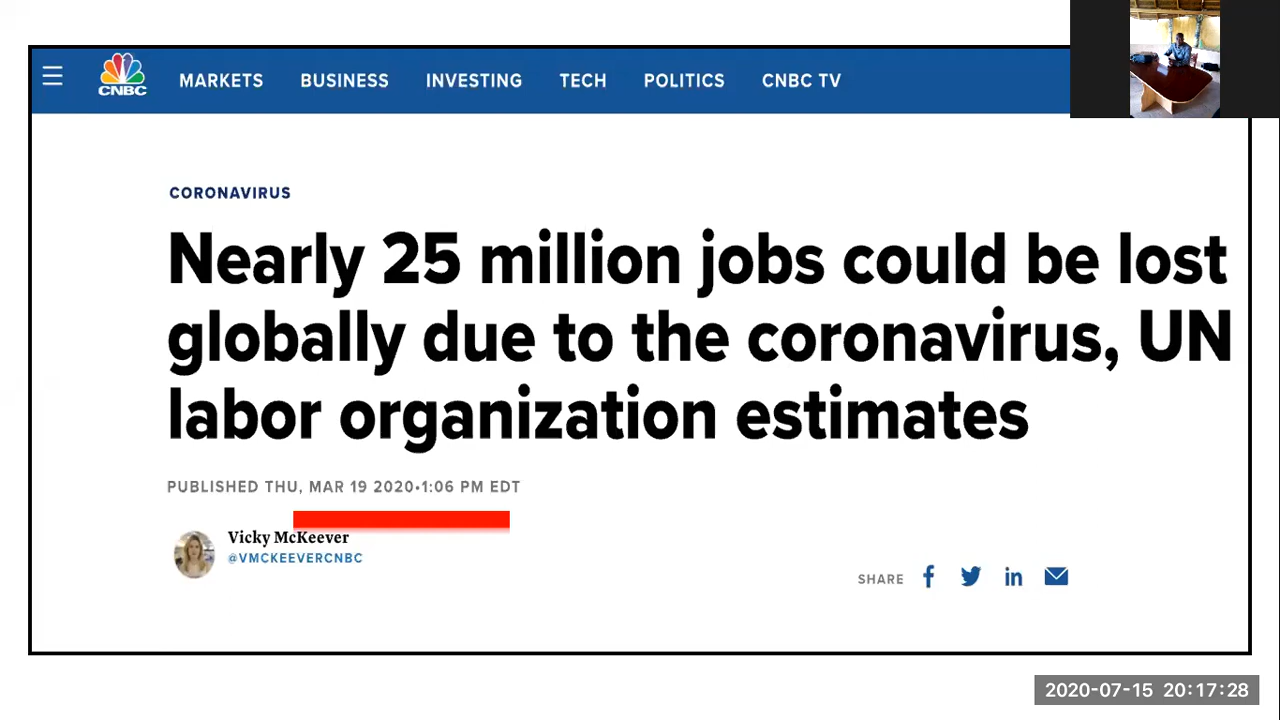 CNBC
MARKETS BUSINESS INVESTING TECH POLITICS CNBC TV
CORONAVIRUS
Nearly 25 million jobs could be lost
globally due to the coronavirus, UN
labor organization estimates
PUBLISHED THU, MAR 19 2020•1:06 PM EDT
Vicky McKeever
@VMCKEEVERCNBC
SHARE
2020-07-15 20:17:28